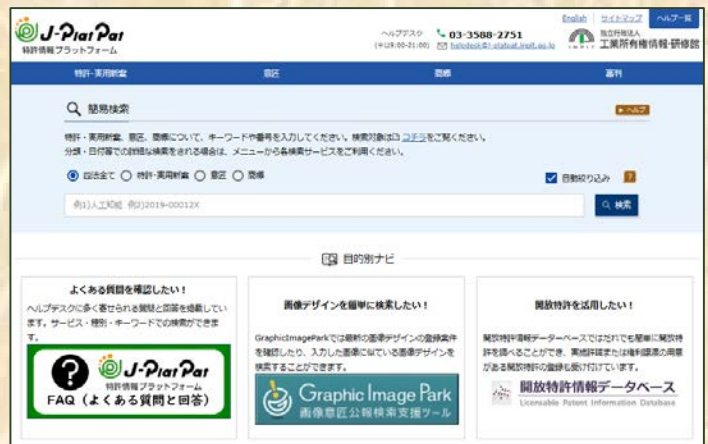 J-PlatPat
特許情報プラットフォーム
English サイトマップ ヘルプ一覧
ヘルプデスク 03-3588-2751
(平日9:00-21:00) helpdesk@j-platpat.inpit.go.jp
独立行政法人
工業所有権情報・研修館
特許・実用新案 意匠 商標 審判
簡易検索
ヘルプ
特許・実用新案、意匠、商標について、キーワードや番号を入力してください。検索対象は コチラをご覧ください。
分類・日付等での詳細な検索をされる場合は、メニューから各検索サービスをご利用ください。
四法全て 特許・実用新案 意匠 商標
自動絞り込み ?
例1)人工知能 例2)2019-00012X
検索
目的別ナビ
よくある質問を確認したい！
ヘルプデスクに多く寄せられる質問と回答を掲載してい
ます。サービス・種別・キーワードでの検索ができま
す。
? J-PlatPat
特許情報プラットフォーム
FAQ（よくある質問と回答）
画像デザインを簡単に検索したい！
GraphicImageParkでは最新の画像デザインの登録案件
を確認したり、入力した画像に似ている画像デザインを
検索することができます。
Graphic Image Park
画像意匠公報検索支援ツール
開放特許を活用したい！
開放特許情報データーベースではだれでも簡単に開放特
許を調べることができ、実施許諾または権利譲渡の用意
がある開放特許の登録も受け付けています。
開放特許情報データベース
Licensable Patent Information Database